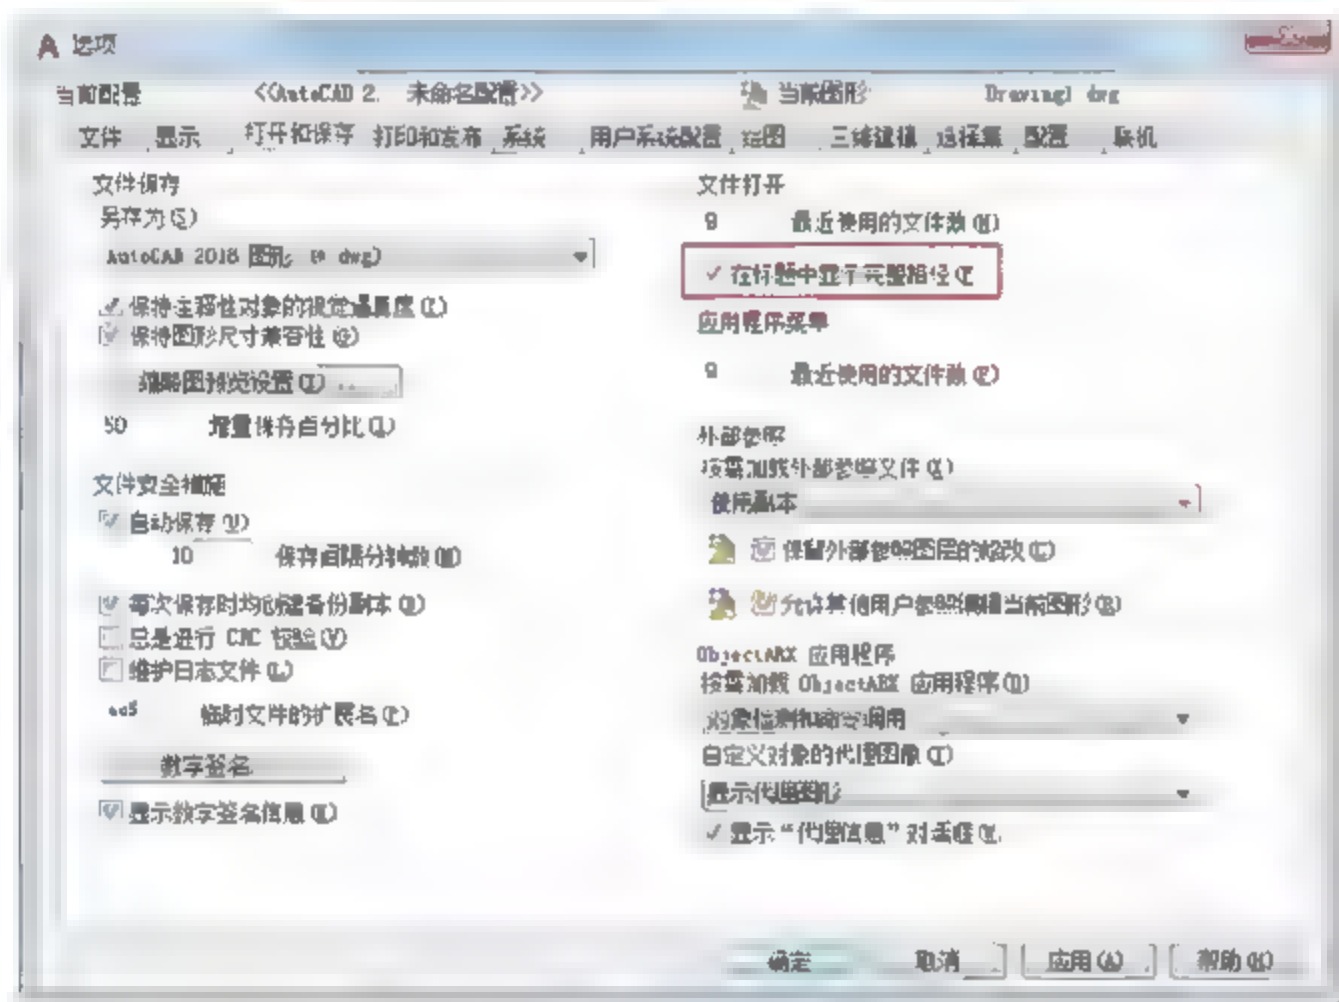 选项
当前配置 <<AutoCAD 2. 未命名配置>> 当前图形 Drawing1 dwg
文件 显示 打开和保存 打印和发布 系统 用户系统配置 绘图 三维建模 选择集 配置 联机
文件保存
另存为(S)
AutoCAD 2018 图形 (* dwg)
保持注释性对象的视觉逼真度(I)
保持图形尺寸兼容性(G)
缩略图预览设置(T) ..
50 增量保存百分比(L)
文件安全措施
自动保存(U)
10 保存间隔分钟数(M)
每次保存时均创建备份副本(B)
总是进行 CRC 校验(V)
维护日志文件(L)
临时文件的扩展名(P)
数字签名
显示数字签名信息(E)
文件打开
9 最近使用的文件数(N)
在标题中显示完整路径(F
应用程序菜单
9 最近使用的文件数(F)
外部参照
按需加载外部参照文件(X)
使用副本
保留外部参照图层的修改(C)
允许其他用户参照编辑当前图形(R)
ObjectARX 应用程序
按需加载 ObjectARX 应用程序(D)
对象检测和命令调用
自定义对象的代理图像(J)
显示代理图形
显示“代理信息”对话框(W.
确定 取消 应用(A) 帮助(H)